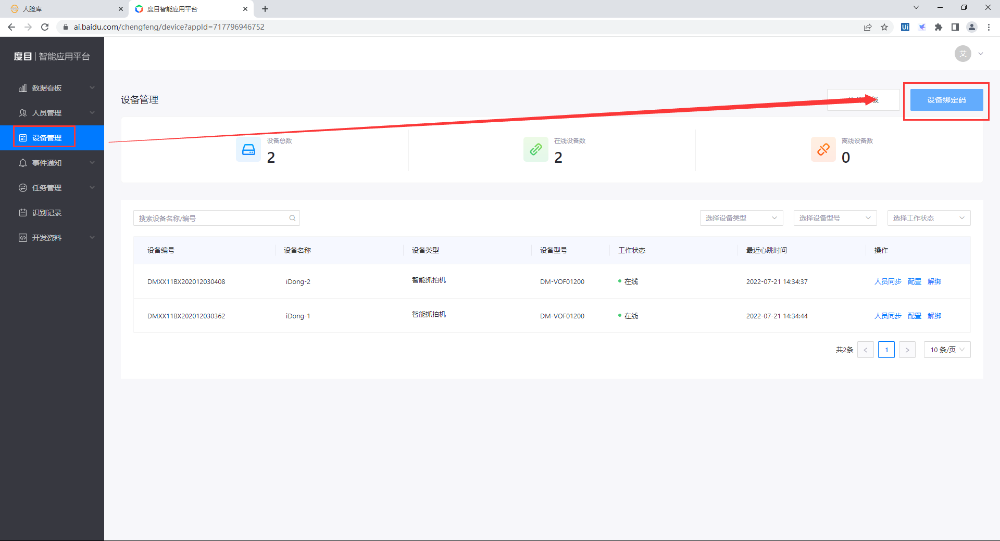 人脸库
度目智能应用平台
ai.baidu.com/chengfeng/device?appId=717796946752
Ui
度目|智能应用平台
艾
数据看板
人员管理
设备管理
事件通知
任务管理
识别记录
开发资料
设备管理
级
设备绑定码
设备总数
2
在线设备数
2
离线设备数
0
搜索设备名称/编号
选择设备类型
选择设备型号
选择工作状态
设备编号 设备名称 设备类型 设备型号 工作状态 最近心跳时间 操作
DMXX11BX202012030408 iDong-2 智能抓拍机 DM-VOF01200 在线 2022-07-21 14:34:37 人员同步 配置 解绑
DMXX11BX202012030362 iDong-1 智能抓拍机 DM-VOF01200 在线 2022-07-21 14:34:44 人员同步 配置 解绑
共2条 < 1 > 10 条/页